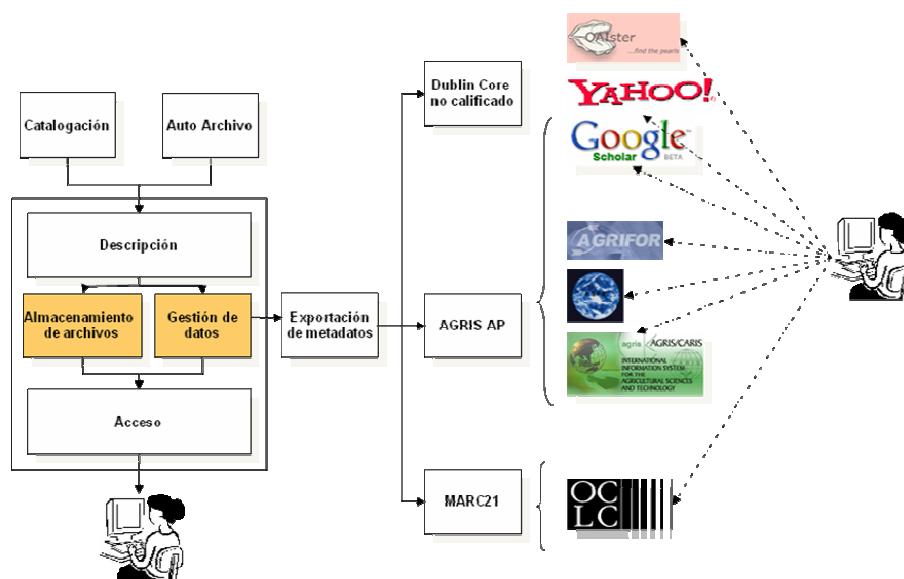 Catalogación
Auto Archivo
Descripción
Almacenamiento
de archivos
Gestión de
datos
Acceso
Exportación
de metadatos
Dublin Core
no calificado
AGRIS AP
MARC21
OAIster
....find the pearls
YAHOO!
Google
Scholar BETA
AGRIFOR
agris AGRIS/CARIS
INTERNATIONAL
INFORMATION SYSTEM
FOR THE
AGRICULTURAL SCIENCES
AND TECHNOLOGY
OC
LC